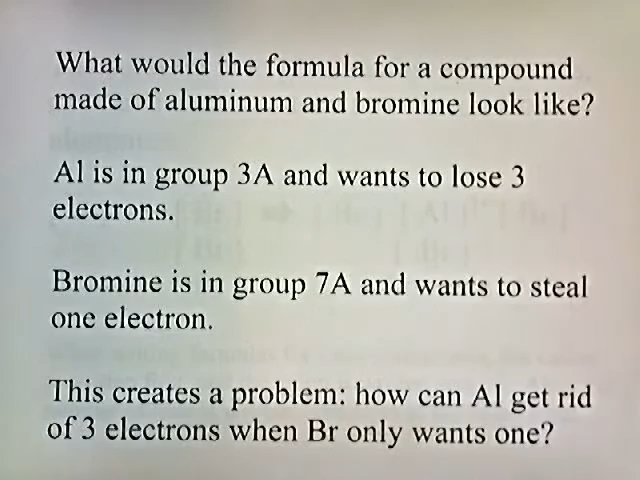 What would the formula for a compound
made of aluminum and bromine look like?
Al is in group 3A and wants to lose 3
electrons.
Bromine is in group 7A and wants to steal
one electron.
This creates a problem: how can Al get rid
of 3 electrons when Br only wants one?